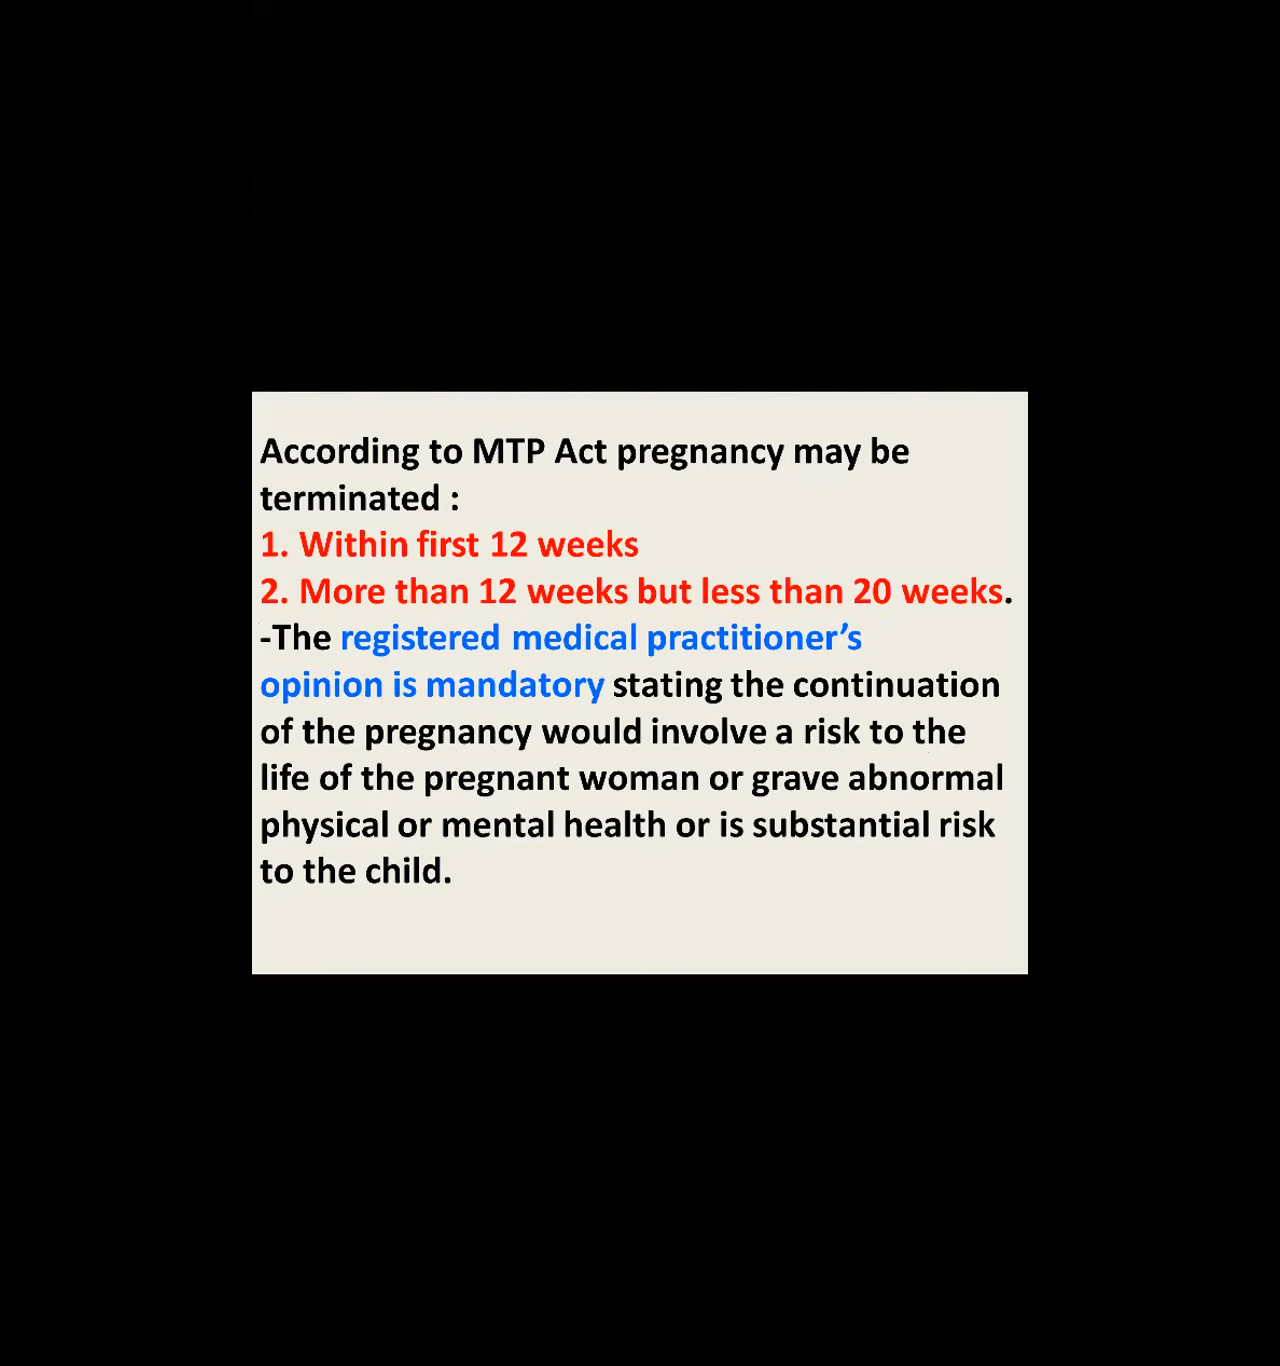 According to MTP Act pregnancy may be
terminated :
1. Within first 12 weeks
2. More than 12 weeks but less than 20 weeks.
-The registered medical practitioner’s
opinion is mandatory stating the continuation
of the pregnancy would involve a risk to the
life of the pregnant woman or grave abnormal
physical or mental health or is substantial risk
to the child.